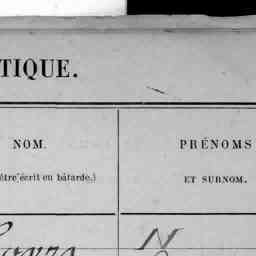 TIQUE.
NOM. PRÉNOMS
être écrit en bâtarde.) ET SURNOM.